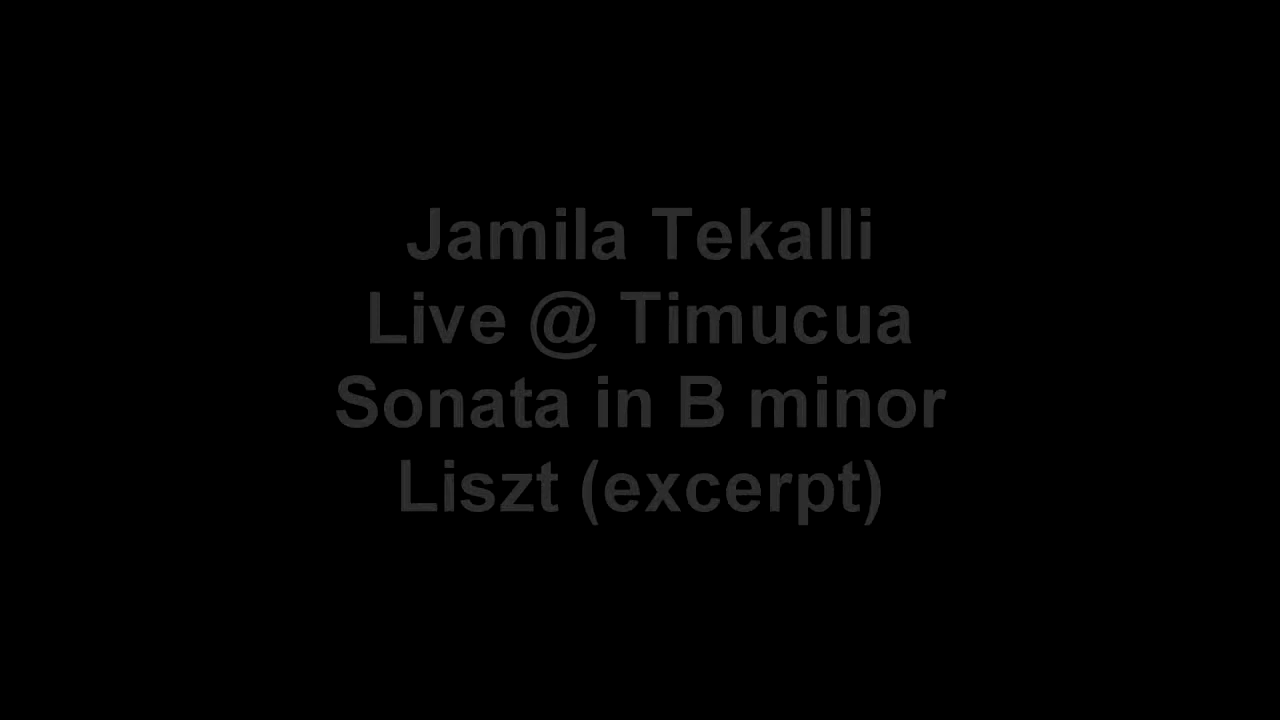 Jamila Tekalli
Live @ Timucua
Sonata in B minor
Liszt (excerpt)